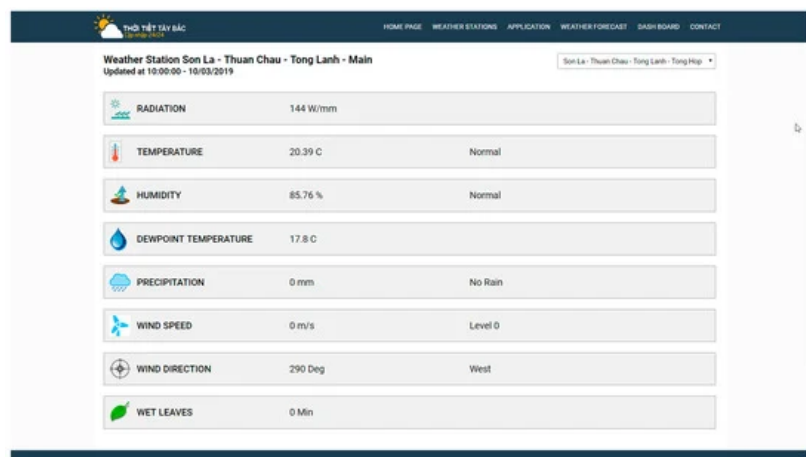 THỜI TIẾT TÂY BẮC
HOME PAGE WEATHER STATIONS APPLICATION WEATHER FORECAST DASH BOARD CONTACT
Weather Station Son La - Thuan Chau - Tong Lanh - Main
Updated at 10:00:00 - 10/03/2019
Son La - Thuan Chau - Tong Lanh - Tong Hop
RADIATION 144 W/mm
TEMPERATURE 20.39 C Normal
HUMIDITY 85.76 % Normal
DEWPOINT TEMPERATURE 17.8 C
PRECIPITATION 0 mm No Rain
WIND SPEED 0 m/s Level 0
WIND DIRECTION 290 Deg West
WET LEAVES 0 Min